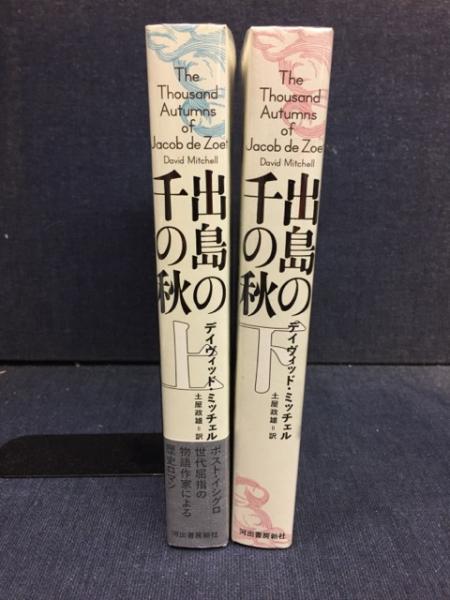 The
Thousand
Autumns
of
Jacob de Zoet
David Mitchell
出島の
千の秋
上
デイヴィッド・ミッチェル
土屋政雄=訳
ポスト・イシグロ
世代屈指の
物語作家による
歴史ロマン
河出書房新社
The
Thousand
Autumns
of
Jacob de Zoet
David Mitchell
出島の
千の秋
下
デイヴィッド・ミッチェル
土屋政雄=訳
河出書房新社